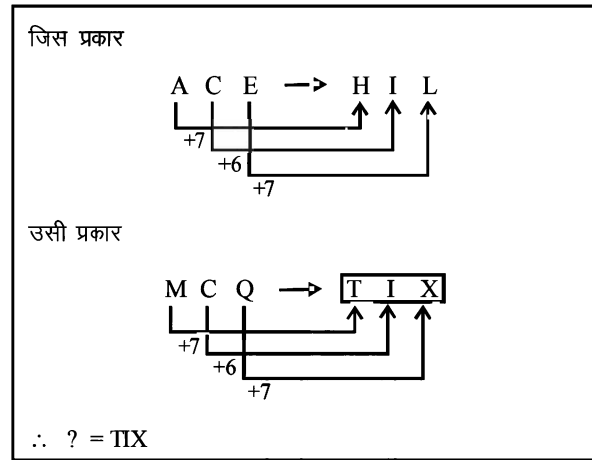 जिस प्रकार
A C E → H I L
+7
+6
+7
उसी प्रकार
M C Q → T I X
+7
+6
+7
∴ ? = TIX